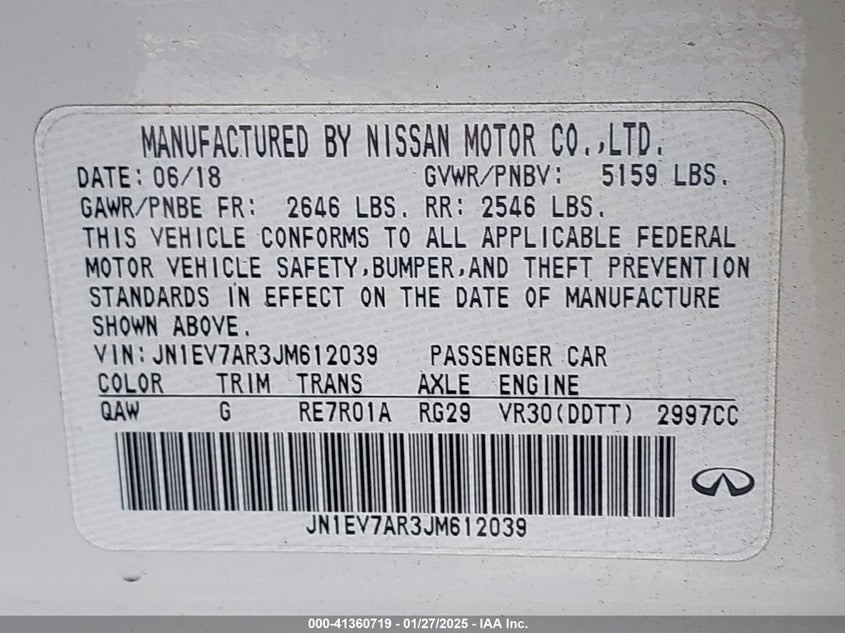 MANUFACTURED BY NISSAN MOTOR CO.,LTD.
DATE: 06/18 GVWR/PNBV: 5159 LBS.
GAWR/PNBE FR: 2646 LBS. RR: 2546 LBS.
THIS VEHICLE CONFORMS TO ALL APPLICABLE FEDERAL
MOTOR VEHICLE SAFETY,BUMPER,AND THEFT PREVENTION
STANDARDS IN EFFECT ON THE DATE OF MANUFACTURE
SHOWN ABOVE.
VIN:JN1EV7AR3JM612039 PASSENGER CAR
COLOR TRIM TRANS AXLE ENGINE
QAW G RE7R01A RG29 VR30(DDTT) 2997CC
JN1EV7AR3JM612039
000-41360719 | 01/27/2025 - IAA Inc.